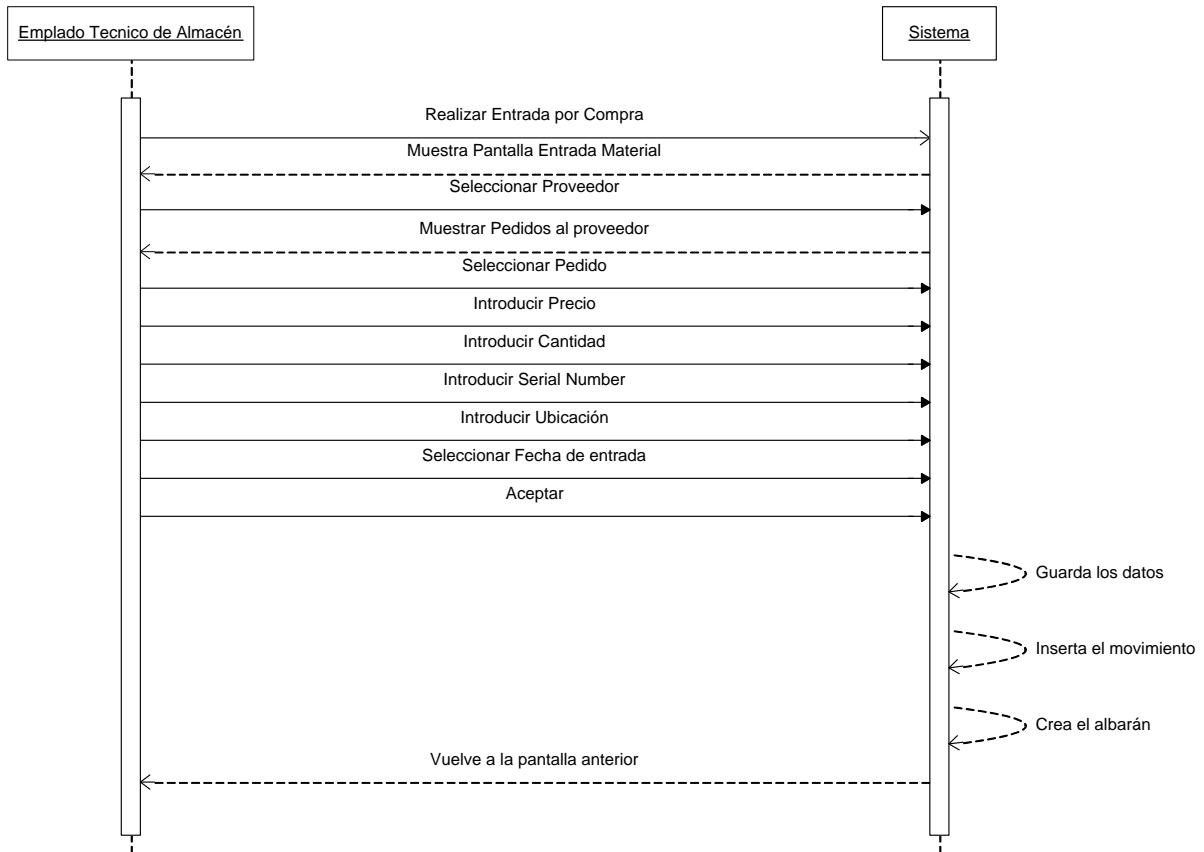 Emplado Tecnico de Almacén
Sistema
Realizar Entrada por Compra
Muestra Pantalla Entrada Material
Seleccionar Proveedor
Muestrar Pedidos al proveedor
Seleccionar Pedido
Introducir Precio
Introducir Cantidad
Introducir Serial Number
Introducir Ubicación
Seleccionar Fecha de entrada
Aceptar
Guarda los datos
Inserta el movimiento
Crea el albarán
Vuelve a la pantalla anterior